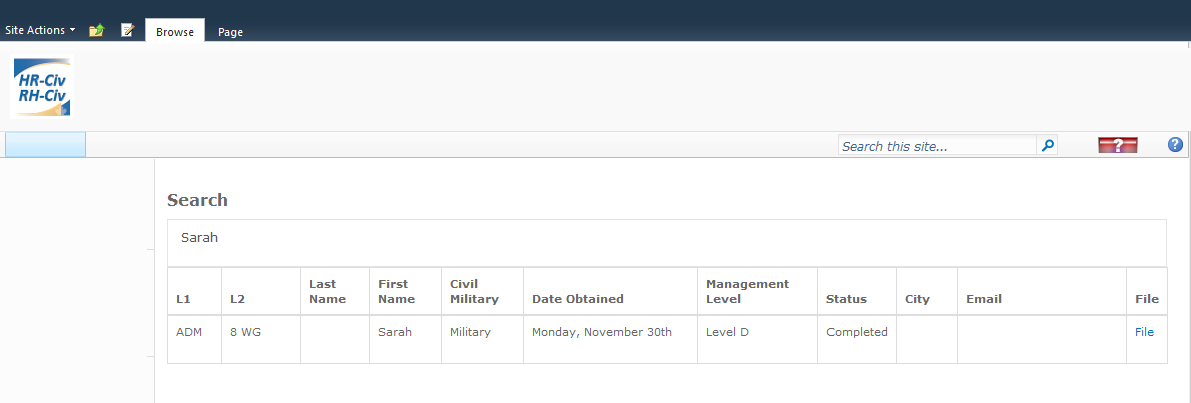 Site Actions Browse Page
HR-Civ
RH-Civ
Search this site...
?
?
Search
Sarah
L1 L2 Last Name First Name Civil Military Date Obtained Management Level Status City Email File
ADM 8 WG Sarah Military Monday, November 30th Level D Completed File